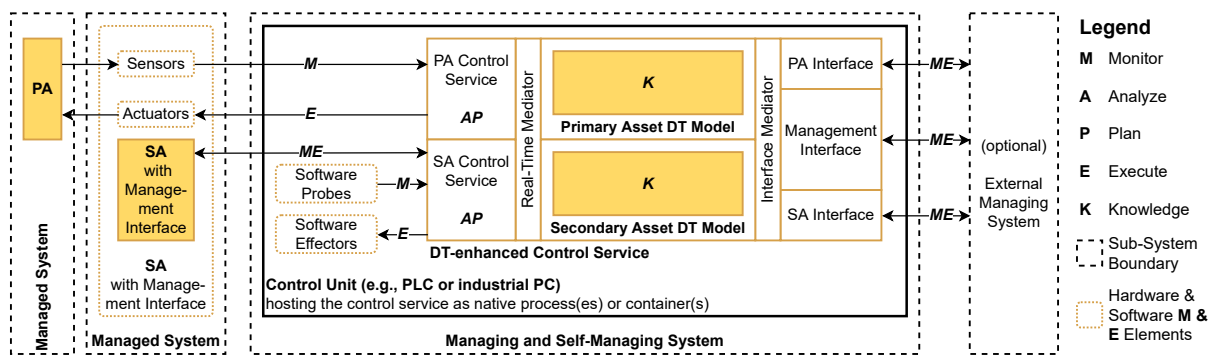 PA
Managed System
Sensors
Actuators
SA
with
Manage-
ment
Interface
SA
with Manage-
ment Interface
Managed System
M
E
ME
Software
Probes
M
Software
Effectors
E
PA Control
Service
AP
SA Control
Service
AP
Real-Time Mediator
K
Primary Asset DT Model
K
Secondary Asset DT Model
Interface Mediator
PA Interface
Management
Interface
SA Interface
DT-enhanced Control Service
Control Unit (e.g., PLC or industrial PC)
hosting the control service as native process(es) or container(s)
Managing and Self-Managing System
ME
ME
ME
(optional)
External
Managing
System
Legend
M Monitor
A Analyze
P Plan
E Execute
K Knowledge
Sub-System
Boundary
Hardware &
Software M &
E Elements